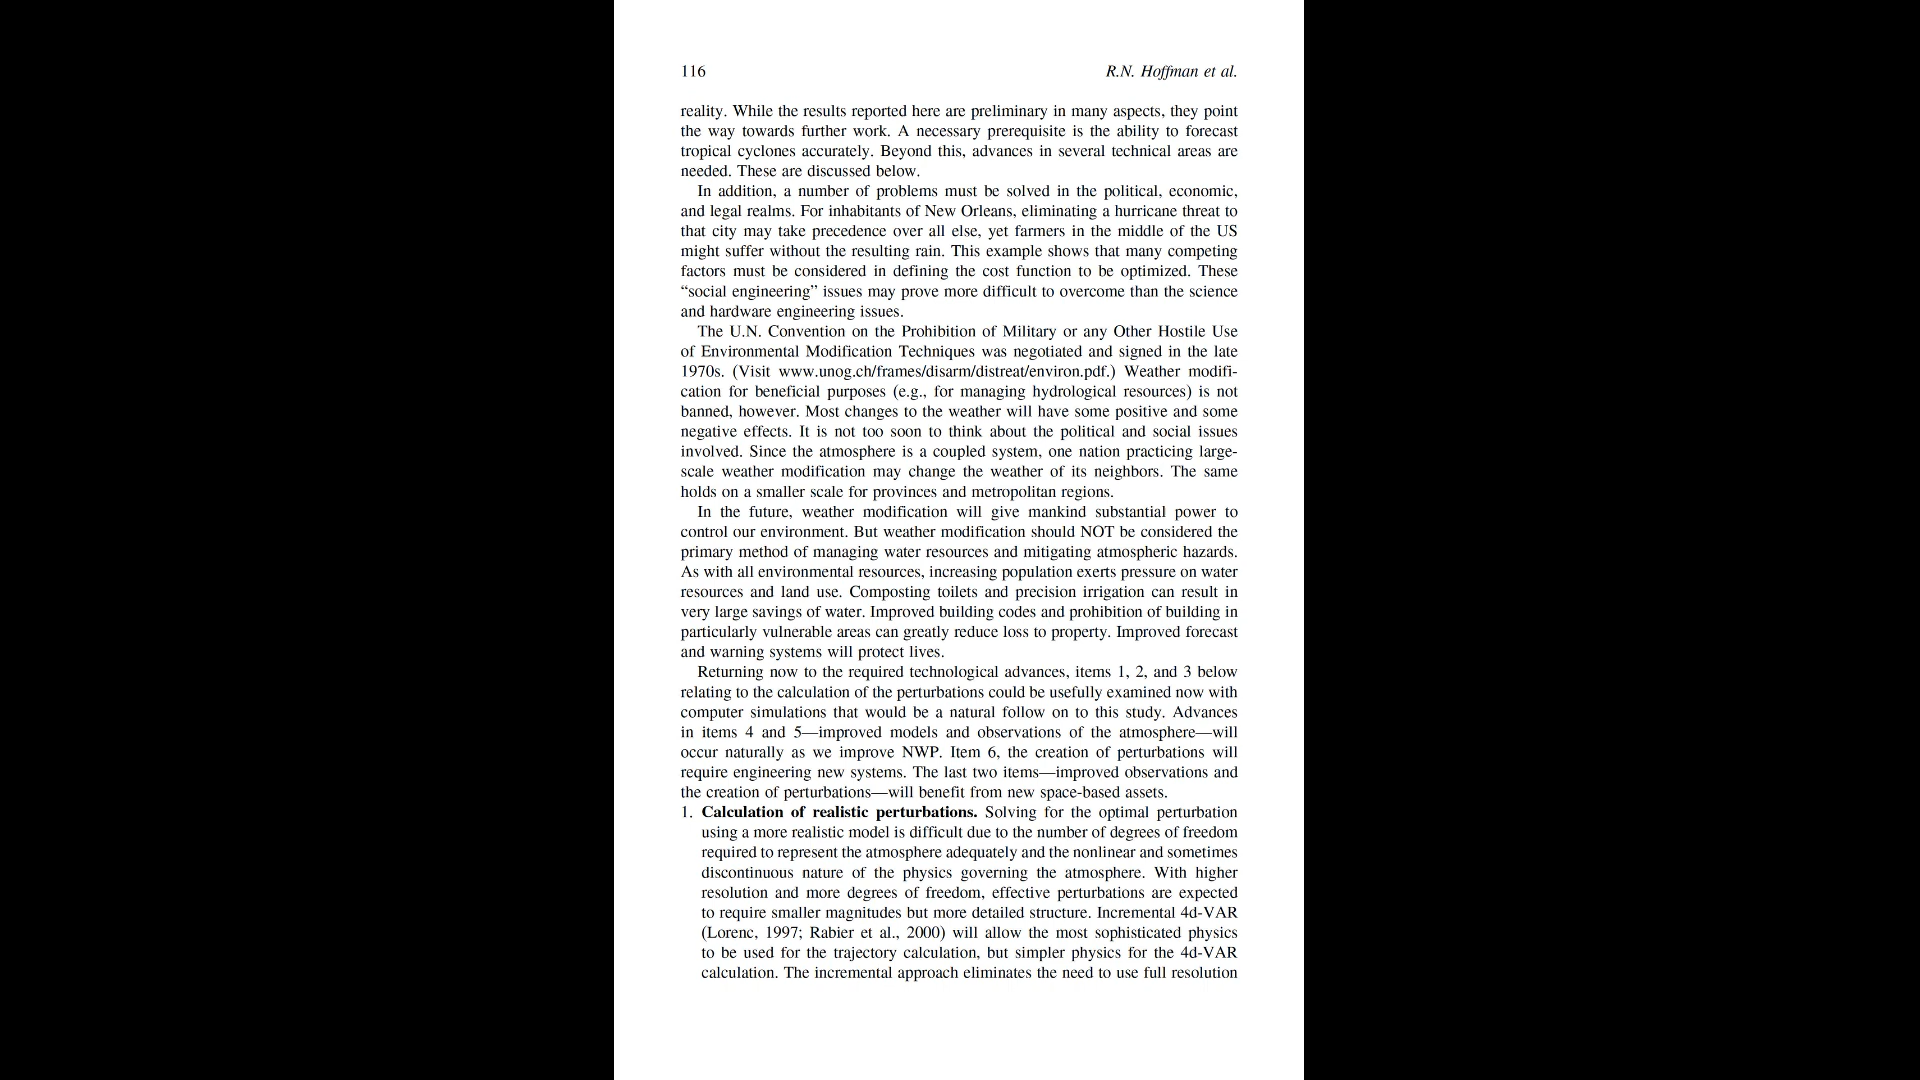 116
R.N. Hoffman et al.
reality. While the results reported here are preliminary in many aspects, they point
the way towards further work. A necessary prerequisite is the ability to forecast
tropical cyclones accurately. Beyond this, advances in several technical areas are
needed. These are discussed below.
In addition, a number of problems must be solved in the political, economic,
and legal realms. For inhabitants of New Orleans, eliminating a hurricane threat to
that city may take precedence over all else, yet farmers in the middle of the US
might suffer without the resulting rain. This example shows that many competing
factors must be considered in defining the cost function to be optimized. These
“social engineering” issues may prove more difficult to overcome than the science
and hardware engineering issues.
The U.N. Convention on the Prohibition of Military or any Other Hostile Use
of Environmental Modification Techniques was negotiated and signed in the late
1970s. (Visit www.unog.ch/frames/disarm/distreat/environ.pdf.) Weather modifi-
cation for beneficial purposes (e.g., for managing hydrological resources) is not
banned, however. Most changes to the weather will have some positive and some
negative effects. It is not too soon to think about the political and social issues
involved. Since the atmosphere is a coupled system, one nation practicing large-
scale weather modification may change the weather of its neighbors. The same
holds on a smaller scale for provinces and metropolitan regions.
In the future, weather modification will give mankind substantial power to
control our environment. But weather modification should NOT be considered the
primary method of managing water resources and mitigating atmospheric hazards.
As with all environmental resources, increasing population exerts pressure on water
resources and land use. Composting toilets and precision irrigation can result in
very large savings of water. Improved building codes and prohibition of building in
particularly vulnerable areas can greatly reduce loss to property. Improved forecast
and warning systems will protect lives.
Returning now to the required technological advances, items 1, 2, and 3 below
relating to the calculation of the perturbations could be usefully examined now with
computer simulations that would be a natural follow on to this study. Advances
in items 4 and 5—improved models and observations of the atmosphere—will
occur naturally as we improve NWP. Item 6, the creation of perturbations will
require engineering new systems. The last two items—improved observations and
the creation of perturbations—will benefit from new space-based assets.
1. Calculation of realistic perturbations. Solving for the optimal perturbation
using a more realistic model is difficult due to the number of degrees of freedom
required to represent the atmosphere adequately and the nonlinear and sometimes
discontinuous nature of the physics governing the atmosphere. With higher
resolution and more degrees of freedom, effective perturbations are expected
to require smaller magnitudes but more detailed structure. Incremental 4d-VAR
(Lorenc, 1997; Rabier et al., 2000) will allow the most sophisticated physics
to be used for the trajectory calculation, but simpler physics for the 4d-VAR
calculation. The incremental approach eliminates the need to use full resolution